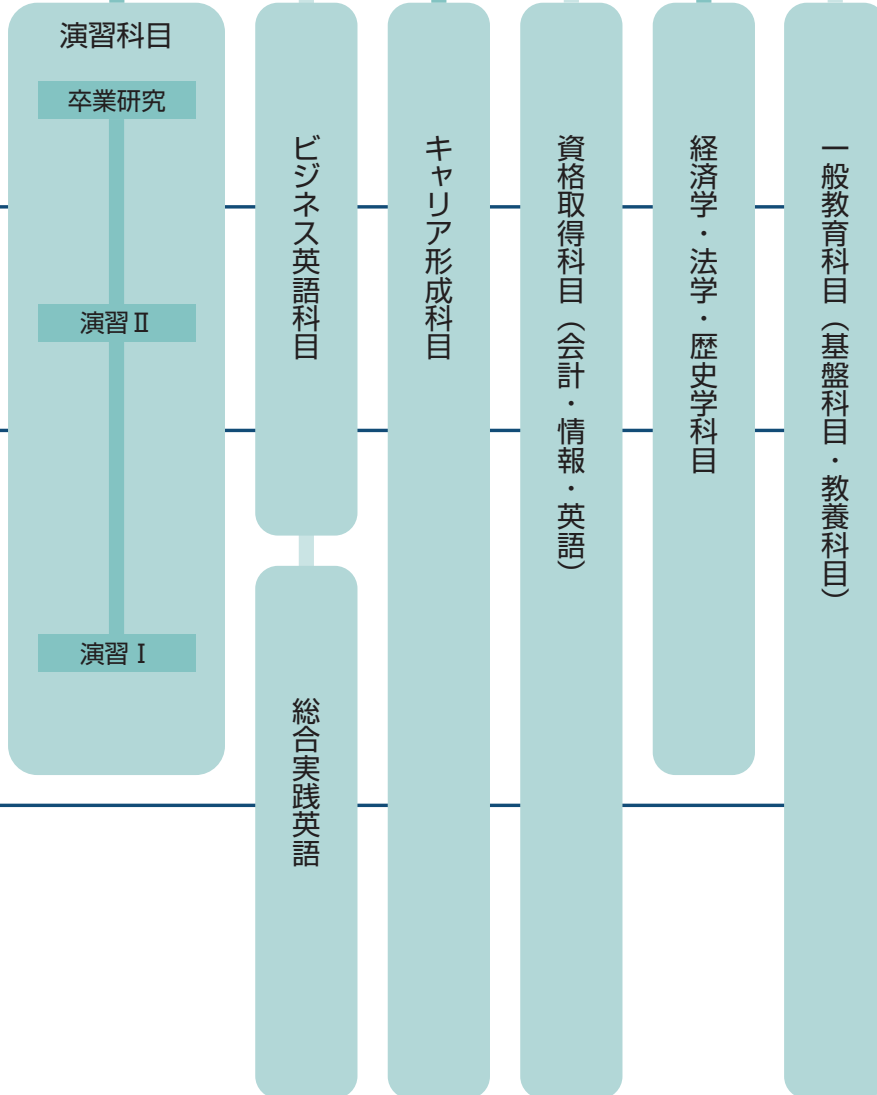 演習科目
卒業研究
演習Ⅱ
演習Ⅰ
ビジネス英語科目
総合実践英語
キャリア形成科目
資格取得科目（会計・情報・英語）
経済学・法学・歴史学科目
一般教育科目（基盤科目・教養科目）